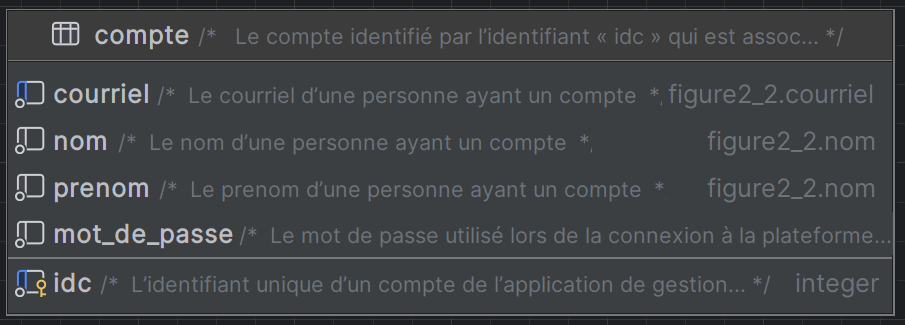 compte /* Le compte identifié par l’identifiant « idc » qui est assoc... */
courriel /* Le courriel d’une personne ayant un compte * figure2_2.courriel
nom /* Le nom d’une personne ayant un compte * figure2_2.nom
prenom /* Le prenom d’une personne ayant un compte * figure2_2.nom
mot_de_passe /* Le mot de passe utilisé lors de la connexion à la plateforme...
idc /* L’identifiant unique d’un compte de l’application de gestion... */ integer